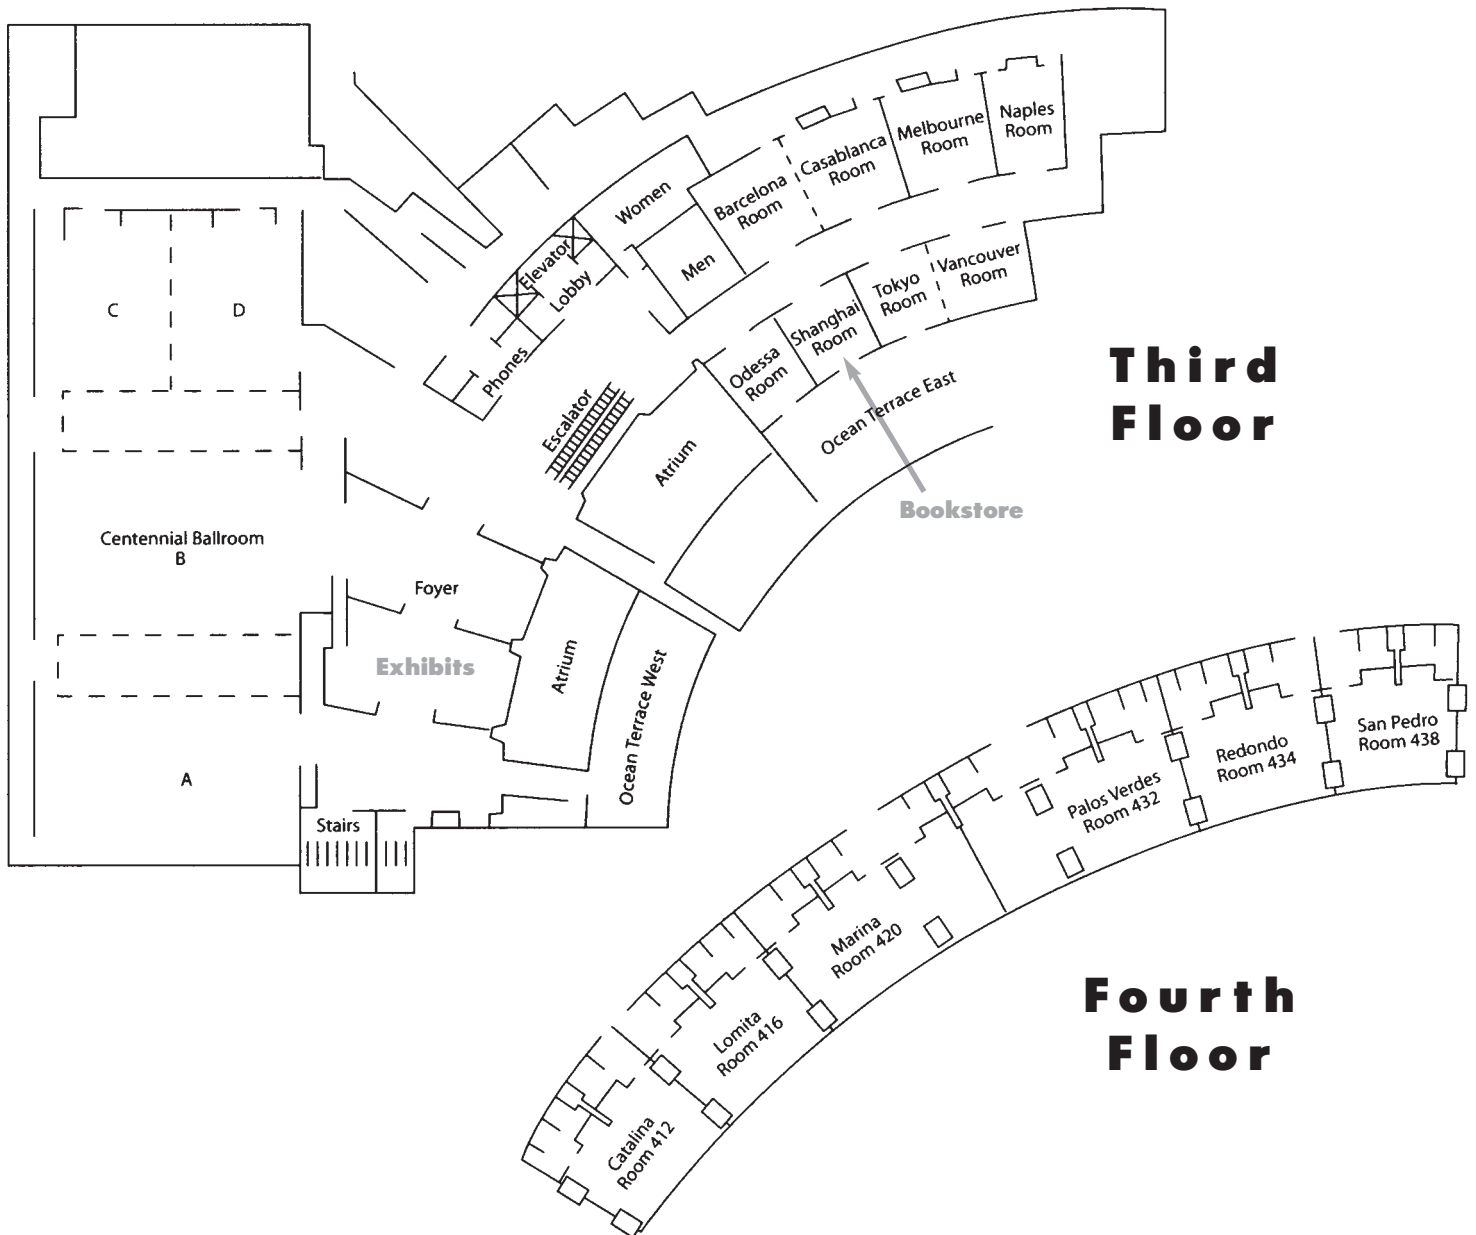 Naples
Room
Melbourne
Room
Casablanca
Room
Barcelona
Room
Women
Men
Elevator
Lobby
Phones
Escalator
C
D
Vancouver
Room
Tokyo
Room
Shanghai
Room
Odessa
Room
Ocean Terrace East
Atrium
Bookstore
Third
Floor
Centennial Ballroom
B
Foyer
Exhibits
Atrium
Ocean Terrace West
A
Stairs
San Pedro
Room 438
Redondo
Room 434
Palos Verdes
Room 432
Marina
Room 420
Lomita
Room 416
Catalina
Room 412
Fourth
Floor